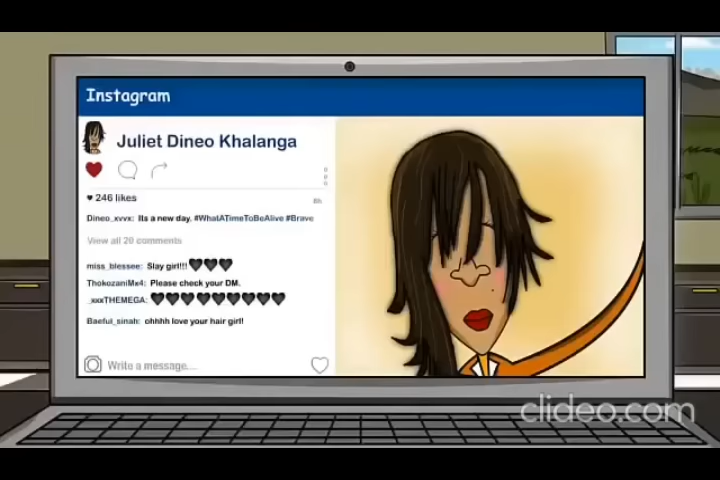 Instagram
Juliet Dineo Khalanga
246 likes
8h
Dineo_xvvx: Its a new day. #WhatATimeToBeAlive #Brave
View all 20 comments
miss_blessee: Slay girl!!!
ThokozaniMx4: Please check your DM.
_xxxTHEMEGA:
Baeful_sinah: ohhhh love your hair girl!
Write a message....
clideo.com